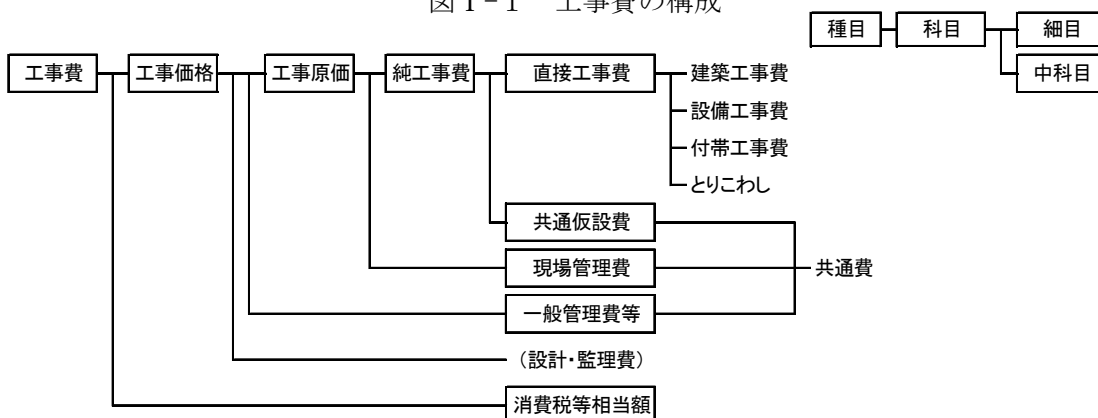 図1-1 工事費の構成
種目 科目 細目
中科目
工事費 工事価格 工事原価 純工事費 直接工事費 建築工事費
設備工事費
付帯工事費
とりこわし
共通仮設費
現場管理費 共通費
一般管理費等
(設計・監理費)
消費税等相当額